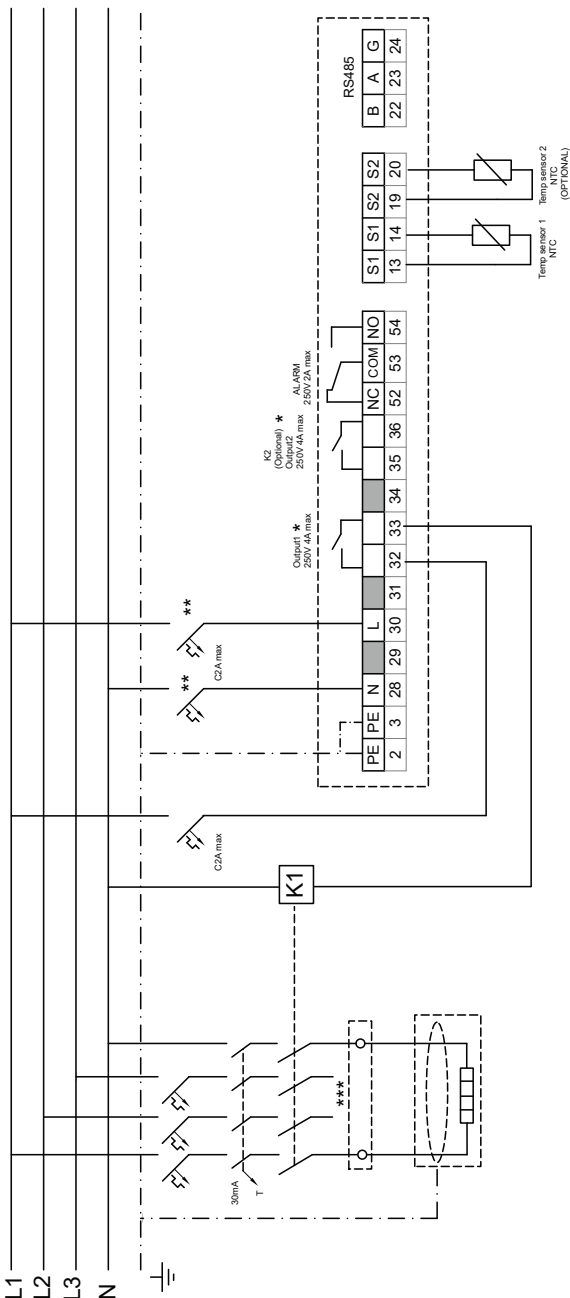 L1
L2
L3
N
30mA
T
***
K1
C2A max
**
C2A max
**
C2A max
PE PE N L NC COM NO S1 S1 S2 S2 B A G
2 3 28 29 30 31 32 33 34 35 36 52 53 54 13 14 19 20 22 23 24
Output1 *
250V 4A max
K2
(Optional) *
Output2
250V 4A max
ALARM
250V 2A max
RS485
Temp sensor 1
NTC
Temp sensor 2
NTC
(OPTIONAL)